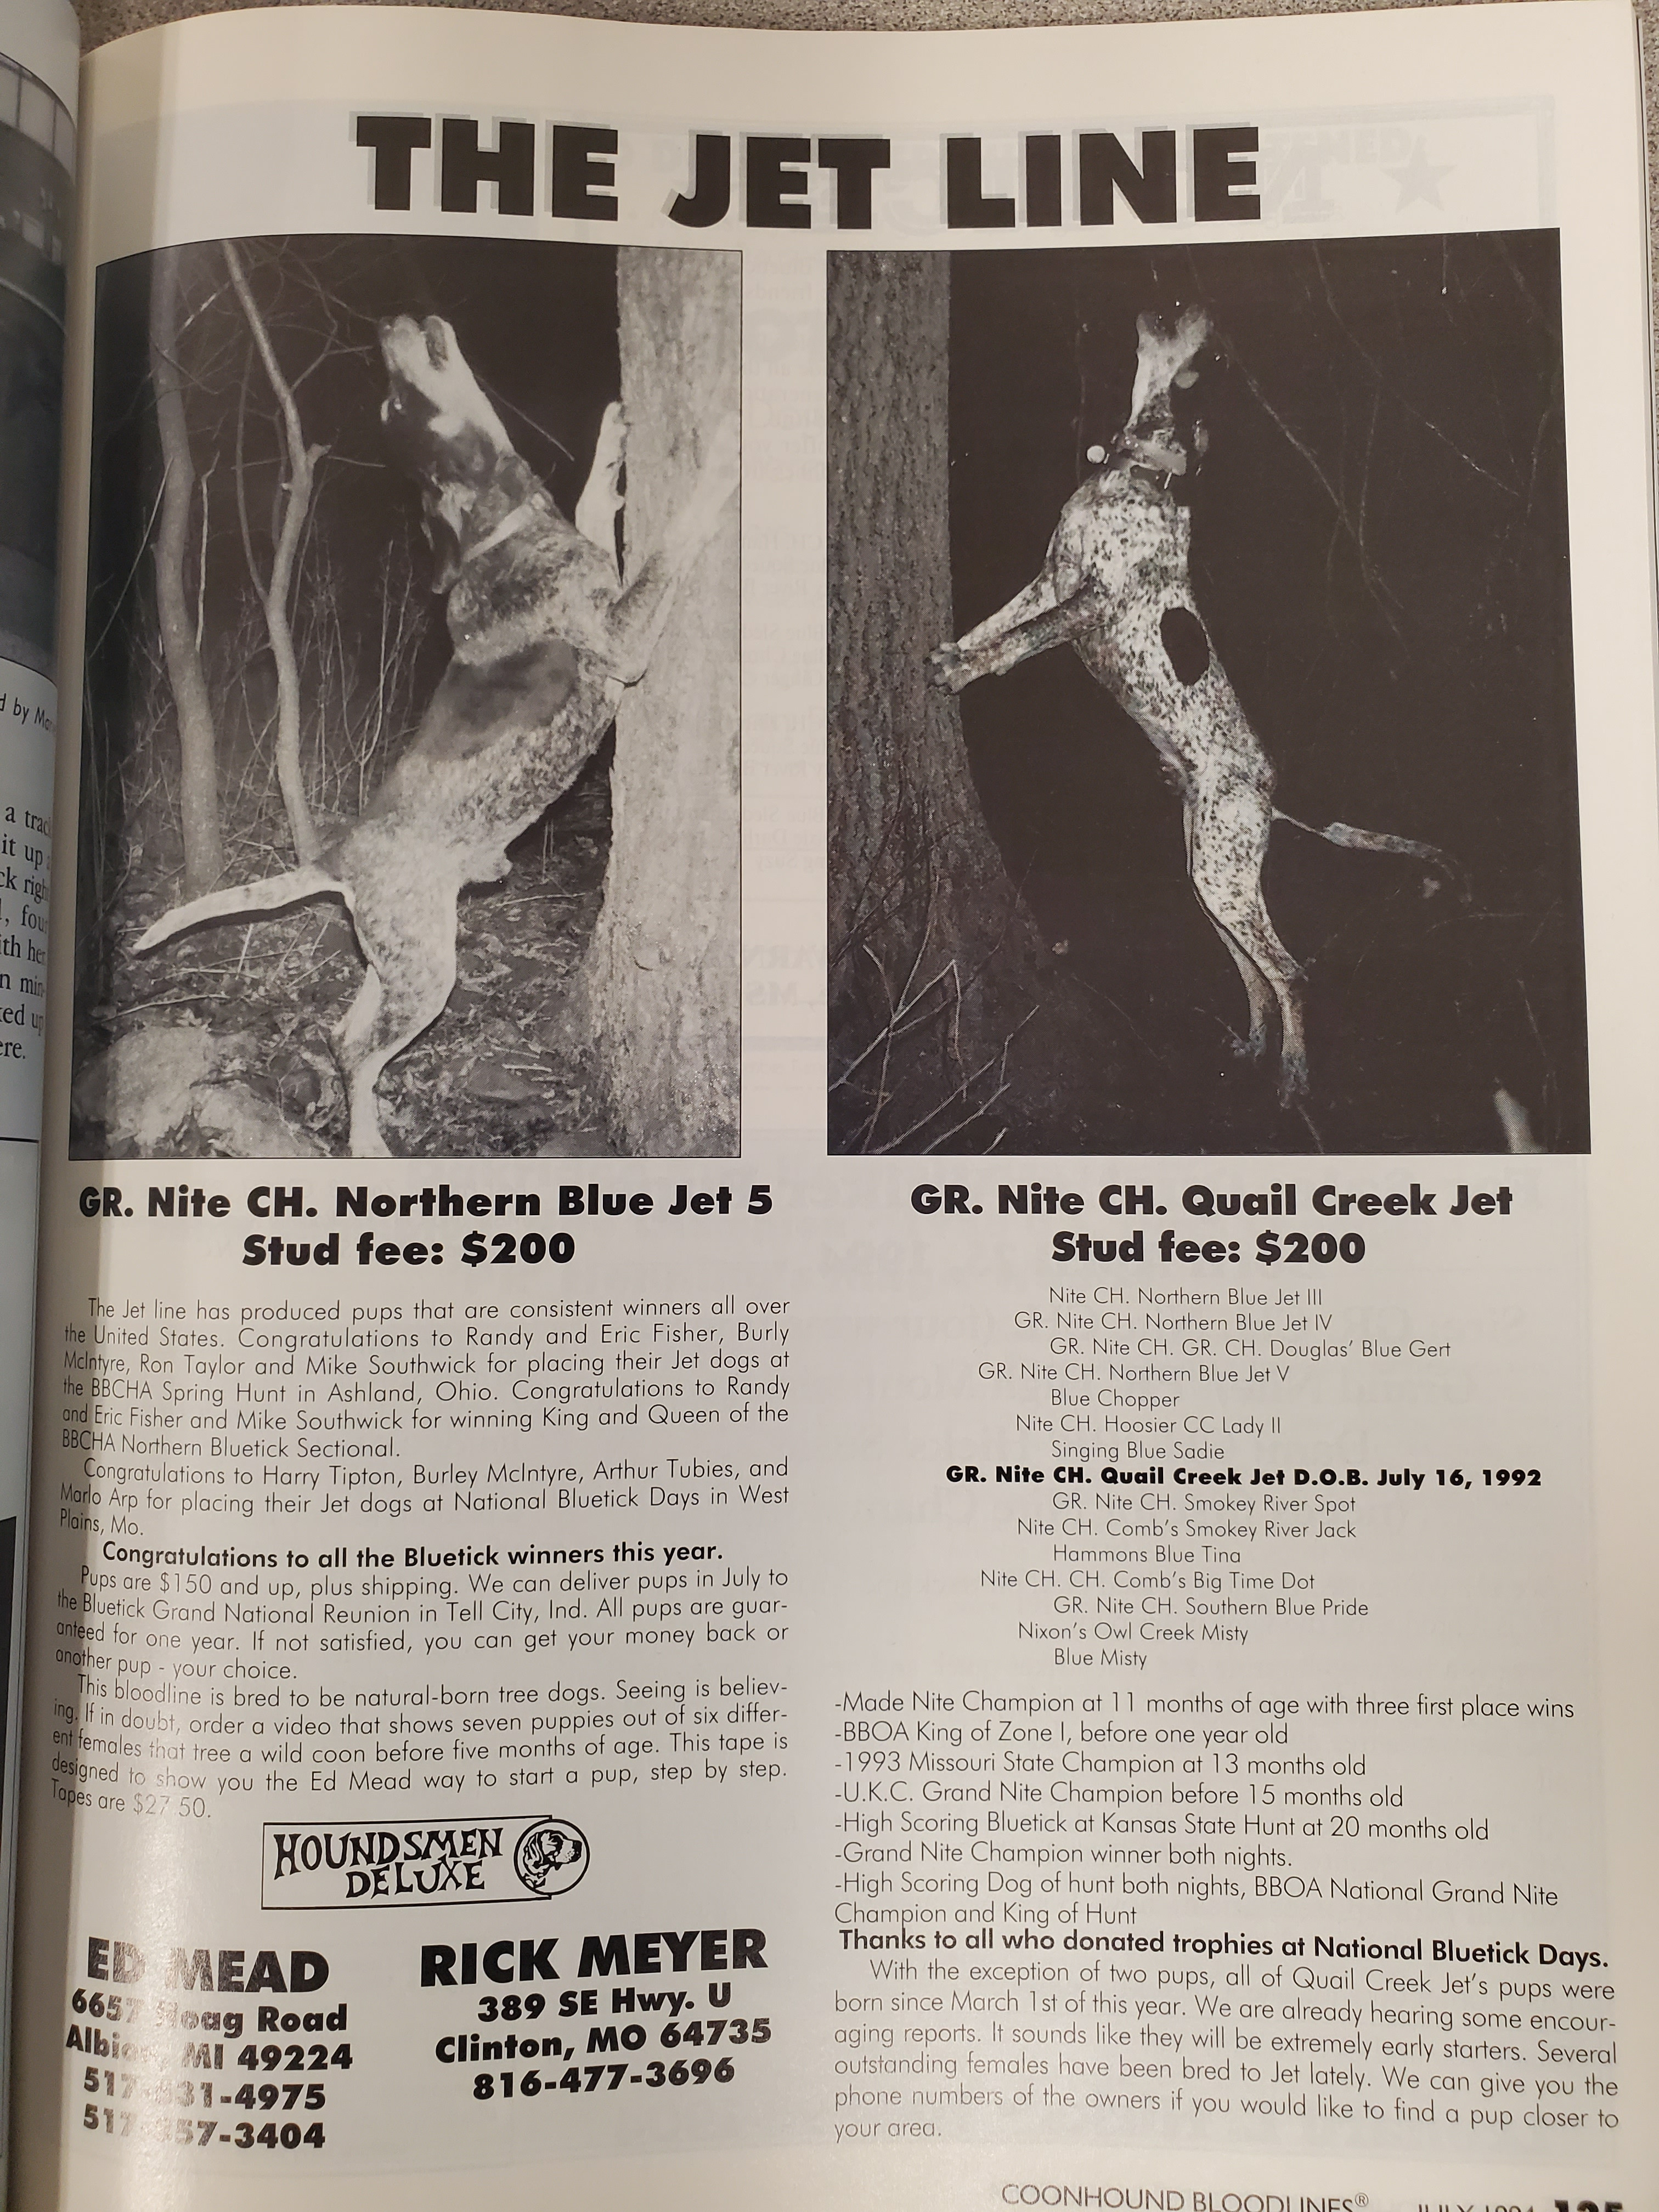 THE JET LINE
GR. Nite CH. Northern Blue Jet 5
Stud fee: $200
The Jet line has produced pups that are consistent winners all over
the United States. Congratulations to Randy and Eric Fisher, Burly
McIntyre, Ron Taylor and Mike Southwick for placing their Jet dogs at
the BBCHA Spring Hunt in Ashland, Ohio. Congratulations to Randy
and Eric Fisher and Mike Southwick for winning King and Queen of the
BBCHA Northern Bluetick Sectional.
Congratulations to Harry Tipton, Burley McIntyre, Arthur Tubies, and
Marlo Arp for placing their Jet dogs at National Bluetick Days in West
Plains, Mo.
Congratulations to all the Bluetick winners this year.
Pups are $150 and up, plus shipping. We can deliver pups in July to
the Bluetick Grand National Reunion in Tell City, Ind. All pups are guar-
anteed for one year. If not satisfied, you can get your money back or
another pup - your choice.
This bloodline is bred to be natural-born tree dogs. Seeing is believ-
ing. If in doubt, order a video that shows seven puppies out of six differ-
ent females that tree a wild coon before five months of age. This tape is
designed to show you the Ed Mead way to start a pup, step by step.
Tapes are $27.50.
HOUNDSMEN
DELUXE
ED MEAD
Road
MI 49224
-4975
-3404
RICK MEYER
389 SE Hwy. U
Clinton, MO 64735
816-477-3696
GR. Nite CH. Quail Creek Jet
Stud fee: $200
Nite CH. Northern Blue Jet III
GR. Nite CH. Northern Blue Jet IV
GR. Nite CH. GR. CH. Douglas' Blue Gert
GR. Nite CH. Northern Blue Jet V
Blue Chopper
Nite CH. Hoosier CC Lady II
Singing Blue Sadie
GR. Nite CH. Quail Creek Jet D.O.B. July 16, 1992
GR. Nite CH. Smokey River Spot
Nite CH. Comb's Smokey River Jack
Hammons Blue Tina
Nite CH. CH. Comb's Big Time Dot
GR. Nite CH. Southern Blue Pride
Nixon's Owl Creek Misty
Blue Misty
-Made Nite Champion at 11 months of age with three first place wins
-BBOA King of Zone I, before one year old
-1993 Missouri State Champion at 13 months old
-U.K.C. Grand Nite Champion before 15 months old
-High Scoring Bluetick at Kansas State Hunt at 20 months old
-Grand Nite Champion winner both nights.
-High Scoring Dog of hunt both nights, BBOA National Grand Nite
Champion and King of Hunt
Thanks to all who donated trophies at National Bluetick Days.
With the exception of two pups, all of Quail Creek Jet's pups were
born since March 1st of this year. We are already hearing some encour-
aging reports. It sounds like they will be extremely early starters. Several
outstanding females have been bred to Jet lately. We can give you the
phone numbers of the owners if you would like to find a pup closer to
your area.
COONHOUND BLOODLINES®